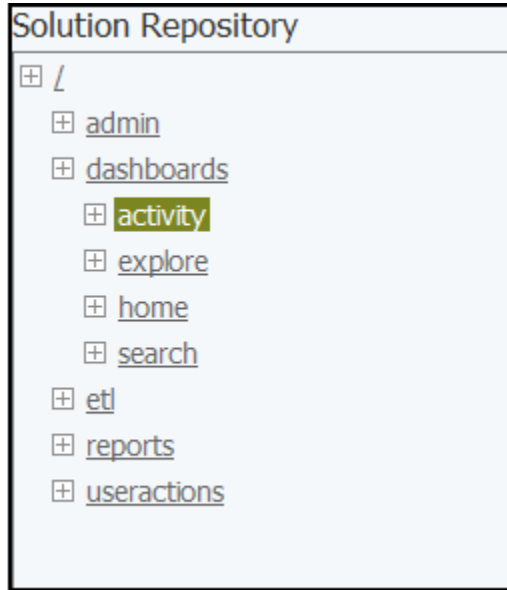 Solution Repository
/
admin
dashboards
activity
explore
home
search
etl
reports
useractions